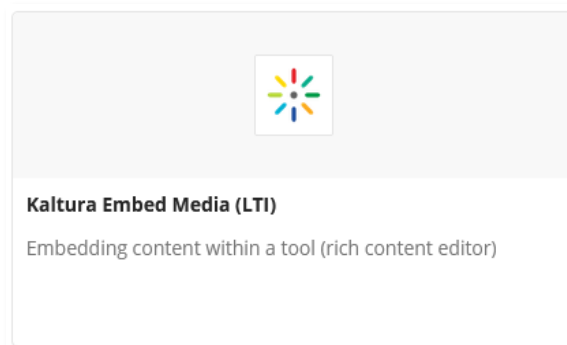 Kaltura Embed Media (LTI)
Embedding content within a tool (rich content editor)